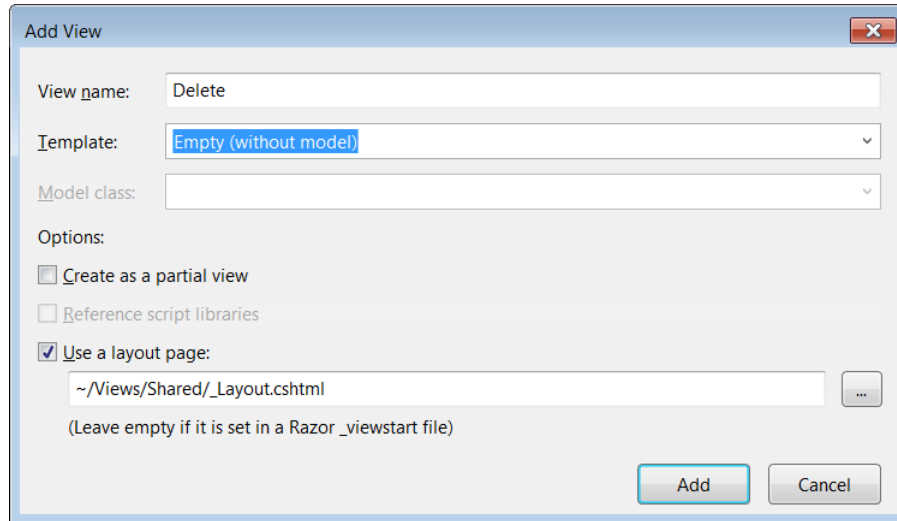 Add View
View name: Delete
Template: Empty (without model)
Model class:
Options:
Create as a partial view
Reference script libraries
Use a layout page:
~/Views/Shared/_Layout.cshtml
...
(Leave empty if it is set in a Razor _viewstart file)
Add Cancel